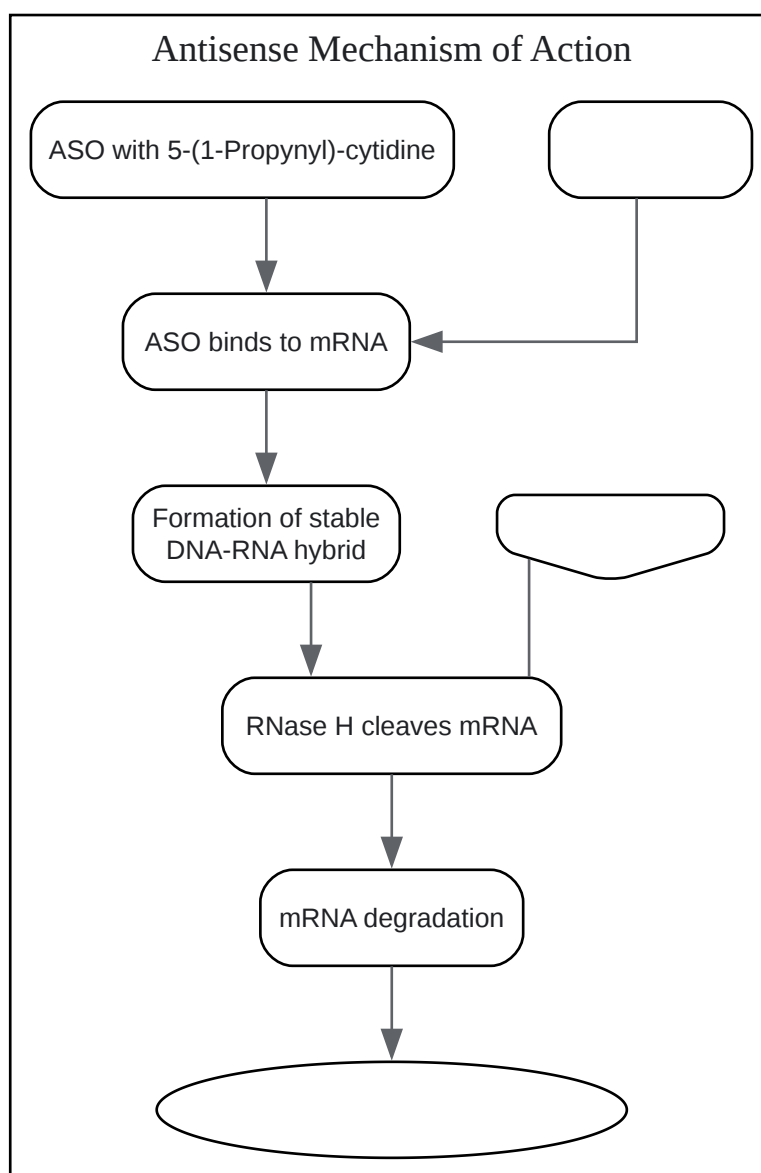 Antisense Mechanism of Action
ASO with 5-(1-Propynyl)-cytidine
ASO binds to mRNA
Formation of stable
DNA-RNA hybrid
RNase H cleaves mRNA
mRNA degradation